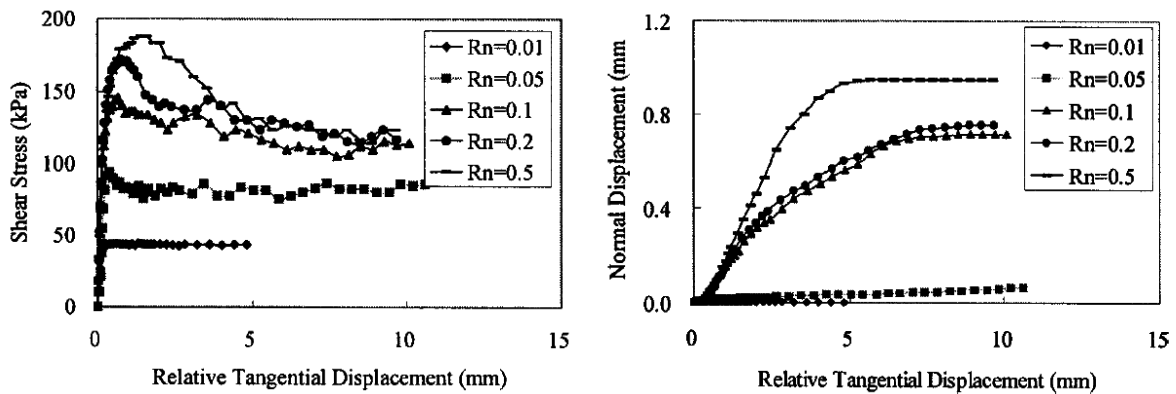 200
150
100
50
0
0
5
10
15
Shear Stress (kPa)
Relative Tangential Displacement (mm)
Rn=0.01
Rn=0.05
Rn=0.1
Rn=0.2
Rn=0.5
1.2
0.8
0.4
0.0
0
5
10
15
Normal Displacement (mm
Relative Tangential Displacement (mm)
Rn=0.01
Rn=0.05
Rn=0.1
Rn=0.2
Rn=0.5